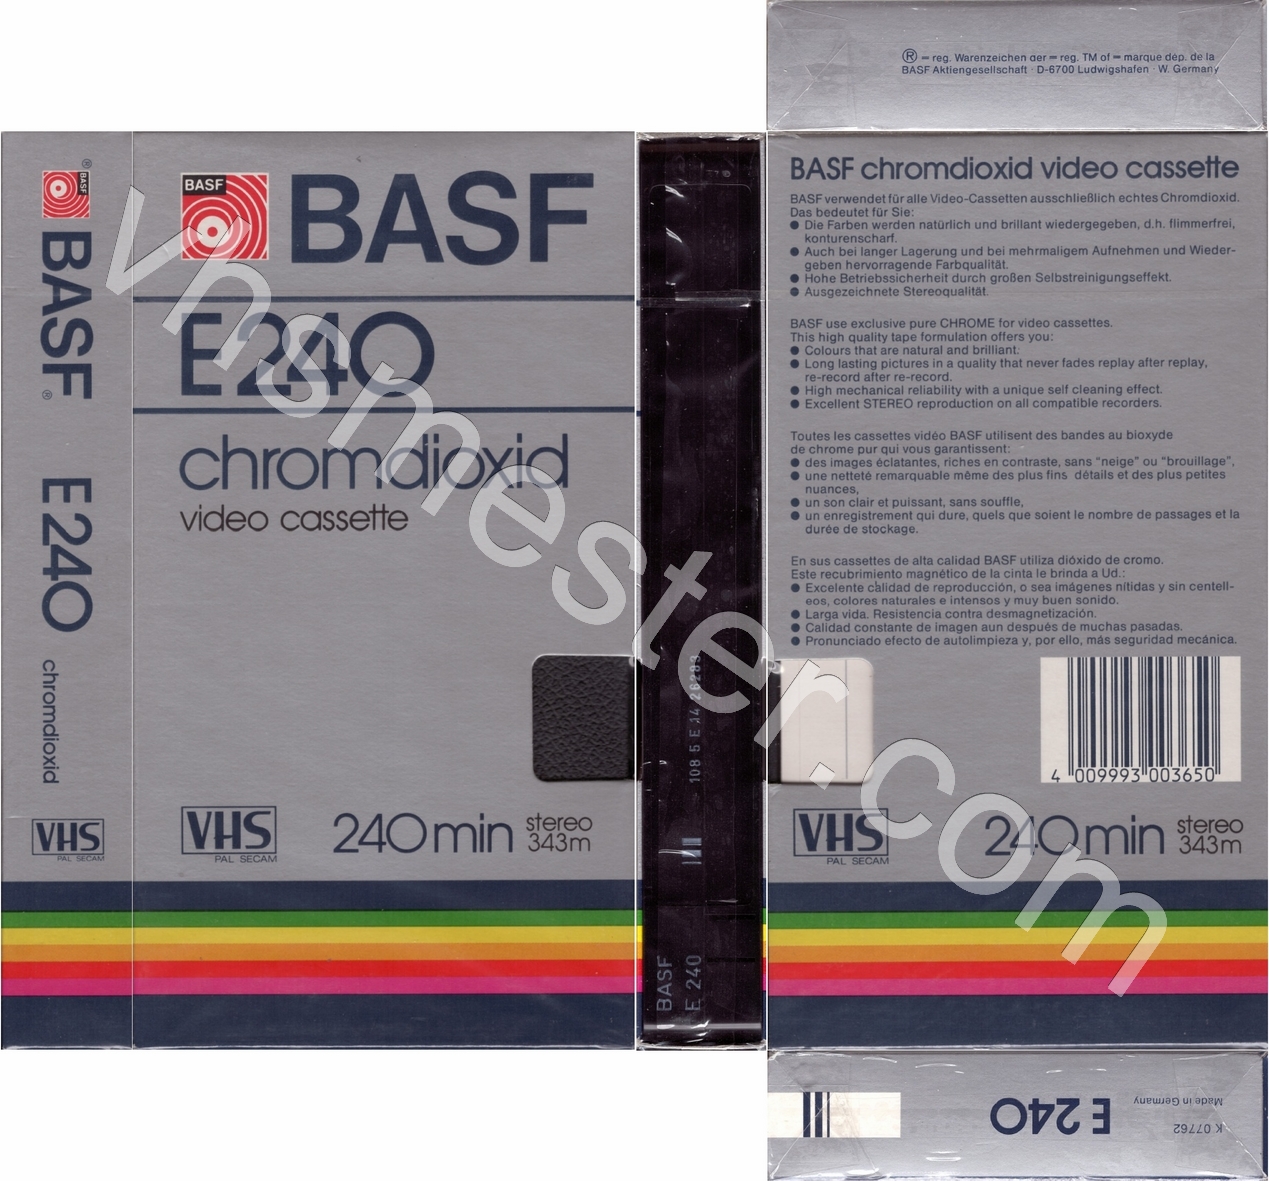 ® = reg. Warenzeichen der = reg. TM of = marque dép. de la
BASF Aktiengesellschaft · D-6700 Ludwigshafen · W. Germany
BASF ®
BASF ®
E 240
chromdioxid
VHS
PAL SECAM
BASF
BASF
E 240
chromdioxid
video cassette
VHS
PAL SECAM
240 min
stereo
343m
108 5 E 14 26283
BASF
E 240
BASF chromdioxid video cassette
BASF verwendet für alle Video-Cassetten ausschließlich echtes Chromdioxid.
Das bedeutet für Sie:
● Die Farben werden natürlich und brillant wiedergegeben, d.h. flimmerfrei,
konturenscharf.
● Auch bei langer Lagerung und bei mehrmaligem Aufnehmen und Wieder-
geben hervorragende Farbqualität.
● Hohe Betriebssicherheit durch großen Selbstreinigungseffekt.
● Ausgezeichnete Stereoqualität.
BASF use exclusive pure CHROME for video cassettes.
This high quality tape formulation offers you:
● Colours that are natural and brilliant.
● Long lasting pictures in a quality that never fades replay after replay,
re-record after re-record.
● High mechanical reliability with a unique self cleaning effect.
● Excellent STEREO reproduction on all compatible recorders.
Toutes les cassettes vidéo BASF utilisent des bandes au bioxyde
de chrome pur qui vous garantissent:
● des images éclatantes, riches en contraste, sans "neige" ou "brouillage",
● une netteté remarquable même des plus fins détails et des plus petites
nuances,
● un son clair et puissant, sans souffle,
● un enregistrement qui dure, quels que soient le nombre de passages et la
durée de stockage.
En sus cassettes de alta calidad BASF utiliza dióxido de cromo.
Este recubrimiento magnético de la cinta le brinda a Ud.:
● Excelente calidad de reproducción, o sea imágenes nítidas y sin centell-
eos, colores naturales e intensos y muy buen sonido.
● Larga vida. Resistencia contra desmagnetización.
● Calidad constante de imagen aun después de muchas pasadas.
● Pronunciado efecto de autolimpieza y, por ello, más seguridad mecánica.
4 009993 003650
VHS
PAL SECAM
240 min
stereo
343m
K 07762
Made in Germany
E 240
vhsmester.com